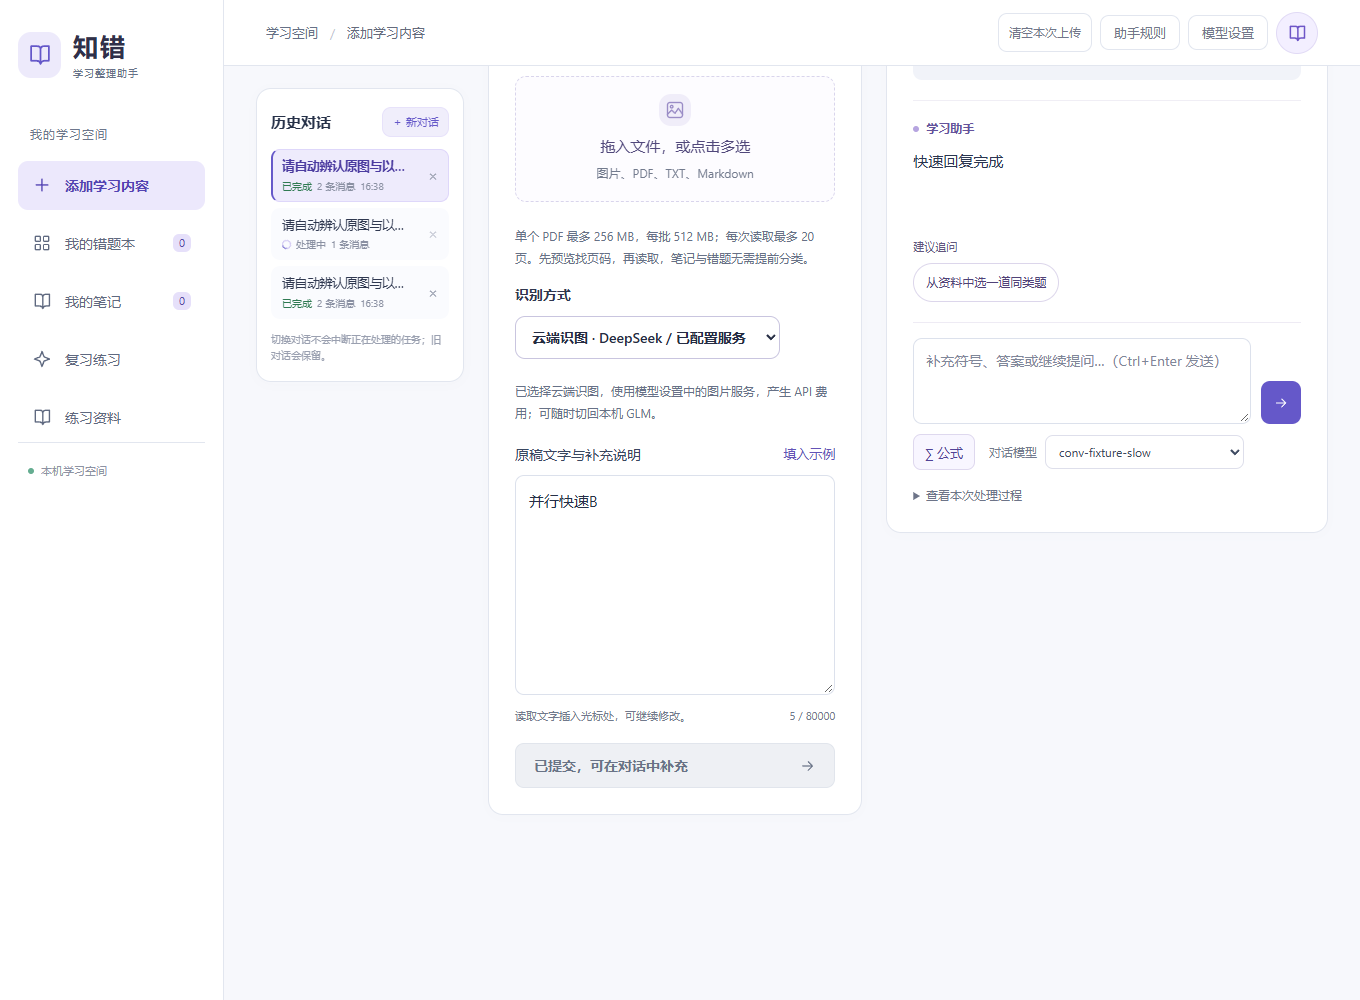 知错
学习整理助手
我的学习空间
添加学习内容
我的错题本 0
我的笔记 0
复习练习
练习资料
本机学习空间
学习空间 / 添加学习内容
清空本次上传
助手规则
模型设置
历史对话
+ 新对话
请自动辨认原图与以...
已完成 2 条消息 16:38
×
请自动辨认原图与以...
处理中 1 条消息
×
请自动辨认原图与以...
已完成 2 条消息 16:38
×
切换对话不会中断正在处理的任务；旧
对话会保留。
拖入文件，或点击多选
图片、PDF、TXT、Markdown
单个 PDF 最多 256 MB，每批 512 MB；每次读取最多 20
页。先预览找页码，再读取，笔记与错题无需提前分类。
识别方式
云端识图 · DeepSeek / 已配置服务
已选择云端识图，使用模型设置中的图片服务，产生 API 费
用；可随时切回本机 GLM。
原稿文字与补充说明 填入示例
并行快速B
读取文字插入光标处，可继续修改。 5 / 80000
已提交，可在对话中补充 →
学习助手
快速回复完成
建议追问
从资料中选一道同类题
补充符号、答案或继续提问...（Ctrl+Enter 发送）
→
∑ 公式 对话模型 conv-fixture-slow
查看本次处理过程